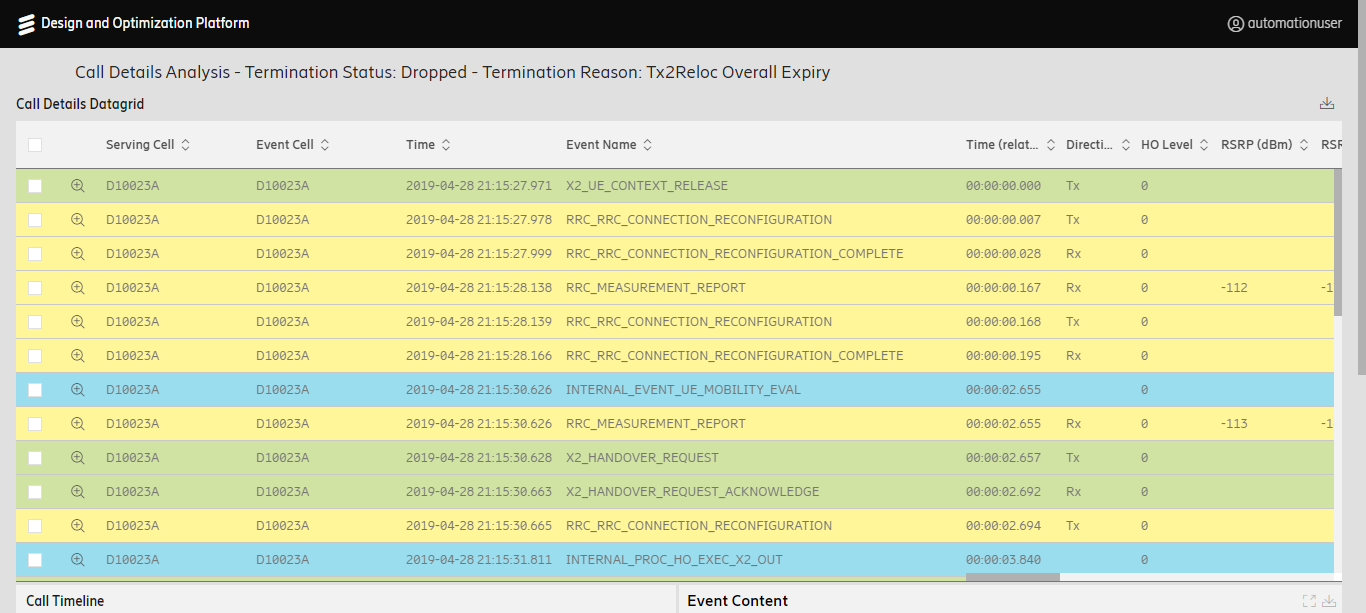 Design and Optimization Platform automationuser
Call Details Analysis - Termination Status: Dropped - Termination Reason: Tx2Reloc Overall Expiry
Call Details Datagrid
Serving Cell Event Cell Time Event Name Time (relat... Directi... HO Level RSRP (dBm) RSR
D10023A D10023A 2019-04-28 21:15:27.971 X2_UE_CONTEXT_RELEASE 00:00:00.000 Tx 0
D10023A D10023A 2019-04-28 21:15:27.978 RRC_RRC_CONNECTION_RECONFIGURATION 00:00:00.007 Tx 0
D10023A D10023A 2019-04-28 21:15:27.999 RRC_RRC_CONNECTION_RECONFIGURATION_COMPLETE 00:00:00.028 Rx 0
D10023A D10023A 2019-04-28 21:15:28.138 RRC_MEASUREMENT_REPORT 00:00:00.167 Rx 0 -112 -1
D10023A D10023A 2019-04-28 21:15:28.139 RRC_RRC_CONNECTION_RECONFIGURATION 00:00:00.168 Tx 0
D10023A D10023A 2019-04-28 21:15:28.166 RRC_RRC_CONNECTION_RECONFIGURATION_COMPLETE 00:00:00.195 Rx 0
D10023A D10023A 2019-04-28 21:15:30.626 INTERNAL_EVENT_UE_MOBILITY_EVAL 00:00:02.655 0
D10023A D10023A 2019-04-28 21:15:30.626 RRC_MEASUREMENT_REPORT 00:00:02.655 Rx 0 -113 -1
D10023A D10023A 2019-04-28 21:15:30.628 X2_HANDOVER_REQUEST 00:00:02.657 Tx 0
D10023A D10023A 2019-04-28 21:15:30.663 X2_HANDOVER_REQUEST_ACKNOWLEDGE 00:00:02.692 Rx 0
D10023A D10023A 2019-04-28 21:15:30.665 RRC_RRC_CONNECTION_RECONFIGURATION 00:00:02.694 Tx 0
D10023A D10023A 2019-04-28 21:15:31.811 INTERNAL_PROC_HO_EXEC_X2_OUT 00:00:03.840 0
Call Timeline Event Content